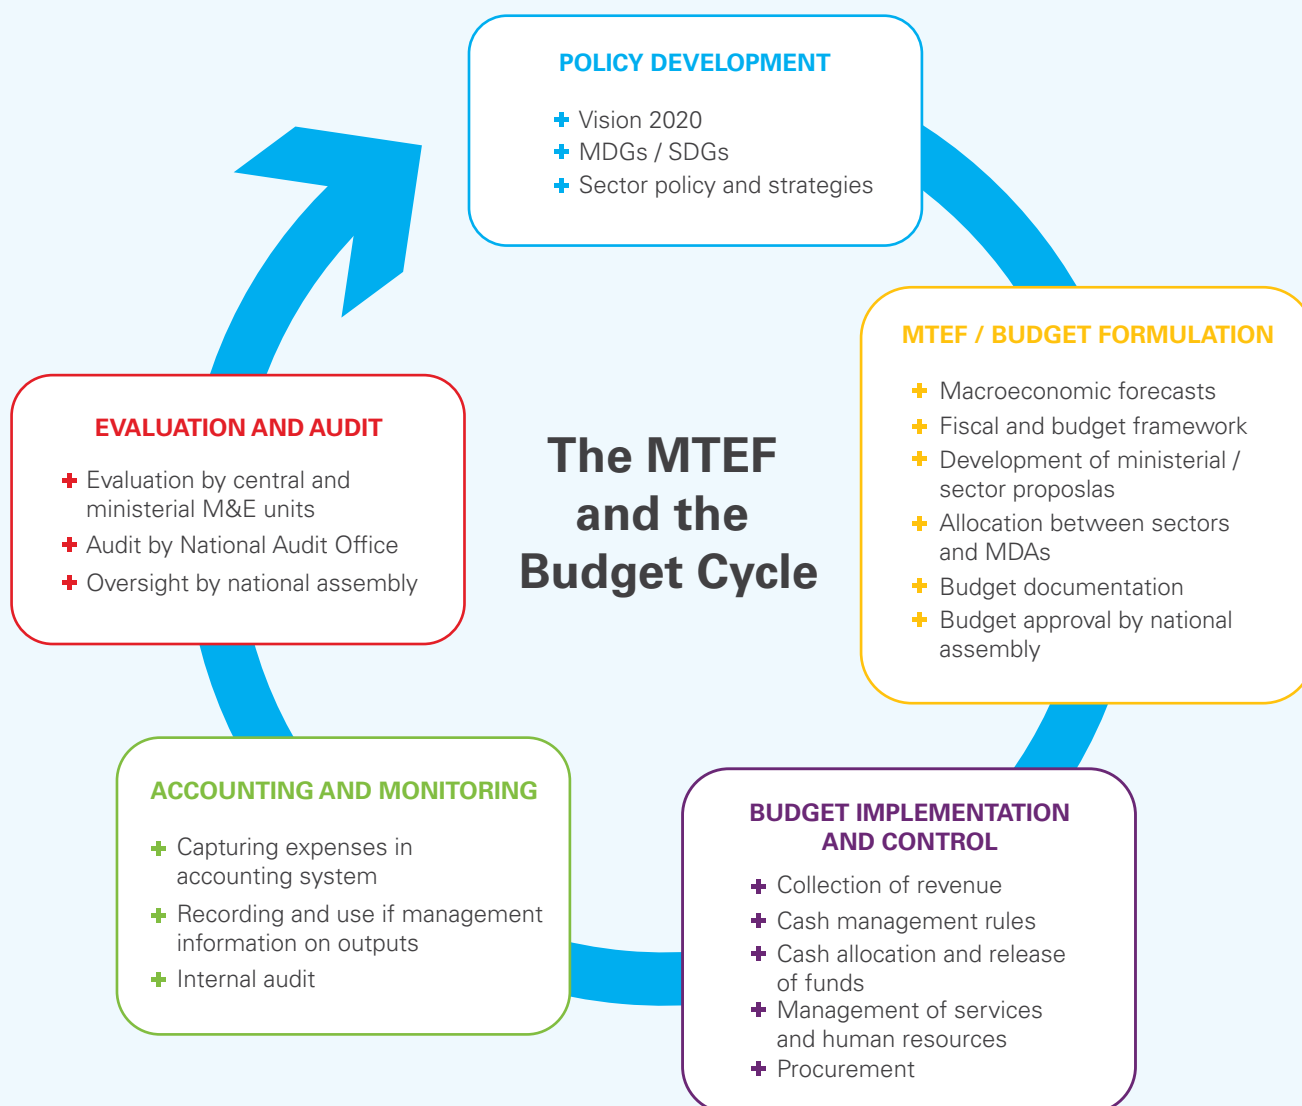 POLICY DEVELOPMENT
Vision 2020
MDGs / SDGs
Sector policy and strategies
MTEF / BUDGET FORMULATION
Macroeconomic forecasts
Fiscal and budget framework
Development of ministerial /
sector proposlas
Allocation between sectors
and MDAs
Budget documentation
Budget approval by national
assembly
BUDGET IMPLEMENTATION
AND CONTROL
Collection of revenue
Cash management rules
Cash allocation and release
of funds
Management of services
and human resources
Procurement
ACCOUNTING AND MONITORING
Capturing expenses in
accounting system
Recording and use if management
information on outputs
Internal audit
EVALUATION AND AUDIT
Evaluation by central and
ministerial M&E units
Audit by National Audit Office
Oversight by national assembly
The MTEF
and the
Budget Cycle